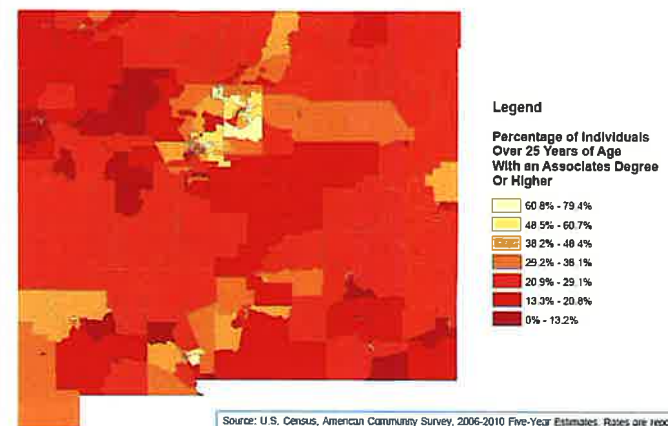 Legend
Percentage of Individuals
Over 25 Years of Age
With an Associates Degree
Or Higher
60.8% - 79.4%
48.5% - 60.7%
38.2% - 48.4%
29.2% - 38.1%
20.9% - 29.1%
13.3% - 20.8%
0% - 13.2%
Source: U.S. Census, American Community Survey, 2006-2010 Five-Year Estimates. Rates are